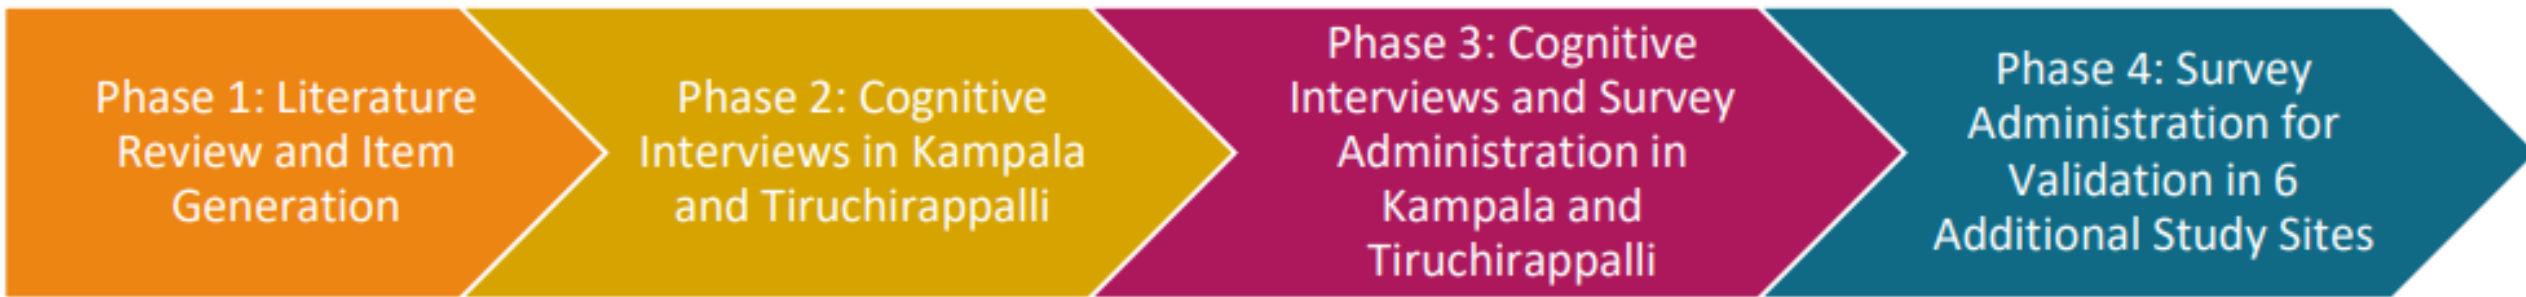 Phase 1: Literature
Review and Item
Generation
Phase 2: Cognitive
Interviews in Kampala
and Tiruchirappalli
Phase 3: Cognitive
Interviews and Survey
Administration in
Kampala and
Tiruchirappalli
Phase 4: Survey
Administration for
Validation in 6
Additional Study Sites